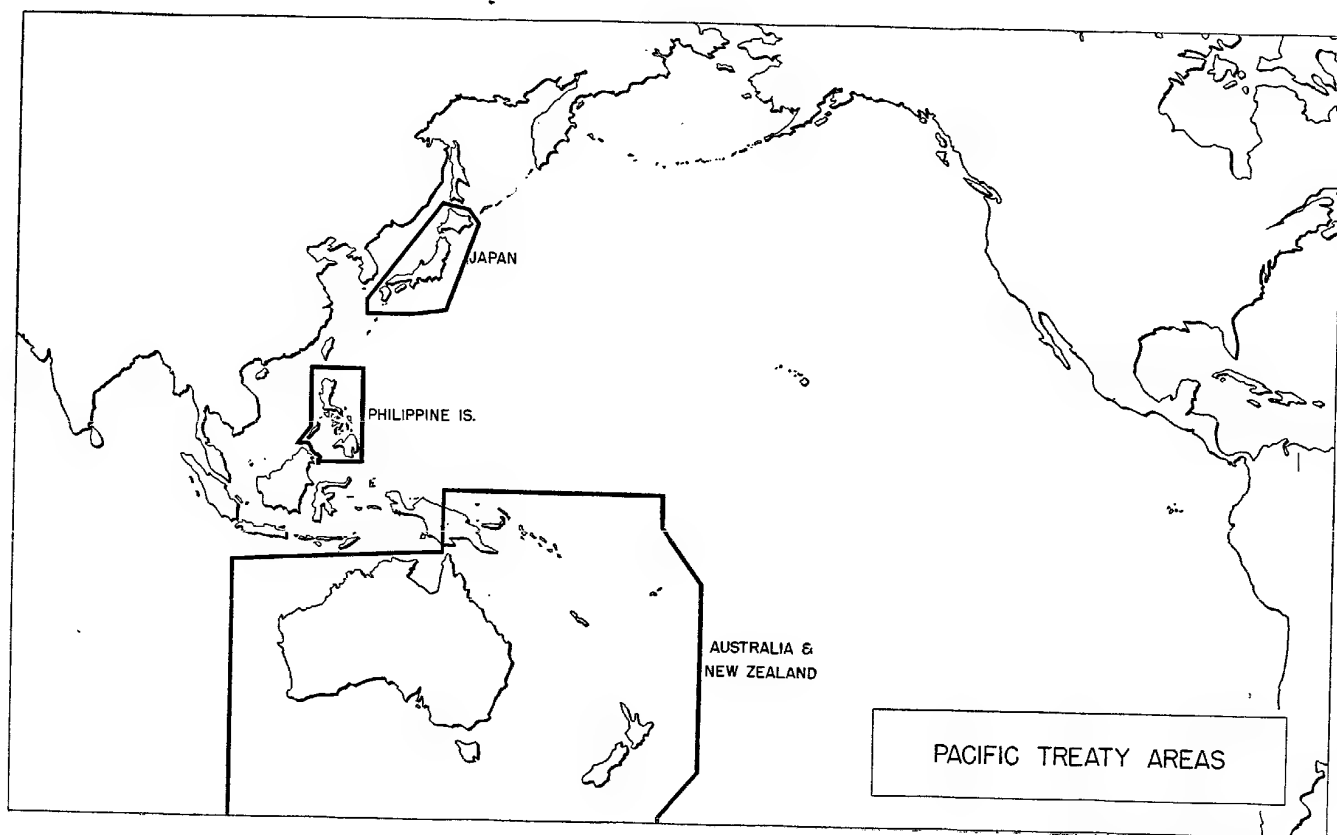 JAPAN
PHILIPPINE IS.
AUSTRALIA &
NEW ZEALAND
PACIFIC TREATY AREAS